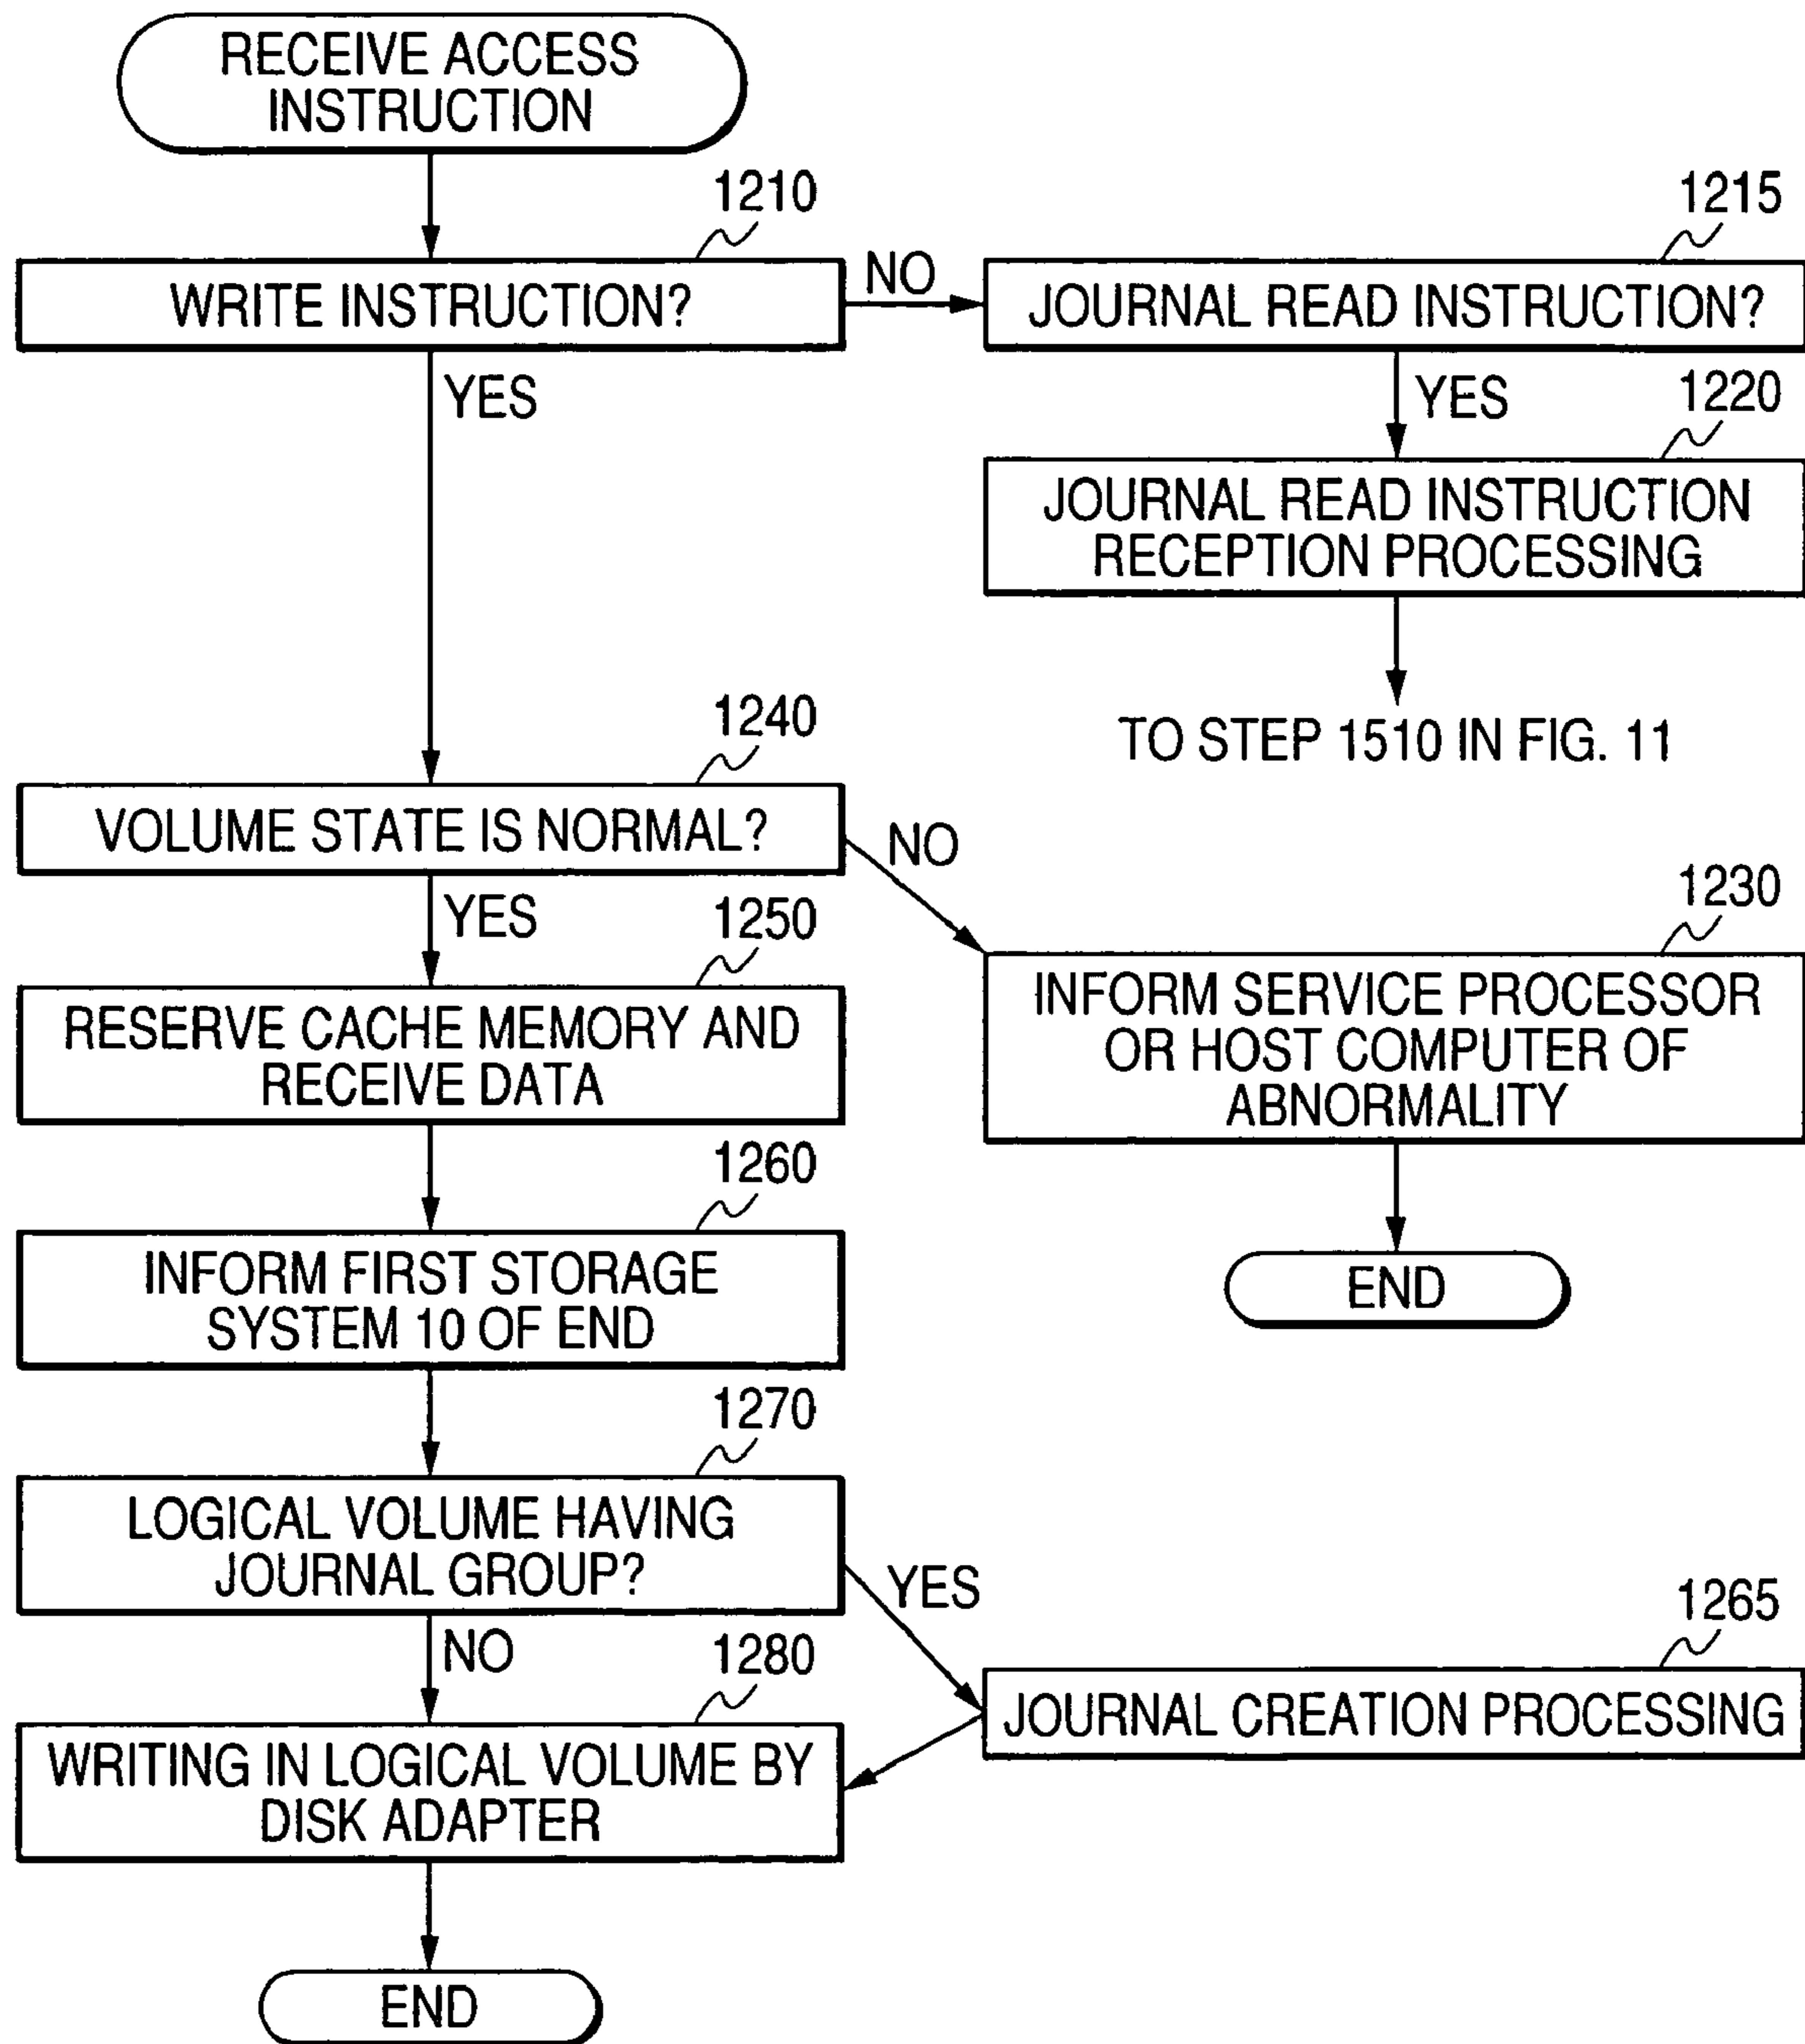 RECEIVE ACCESS
INSTRUCTION
1210
WRITE INSTRUCTION?
NO
1215
JOURNAL READ INSTRUCTION?
YES
YES
1220
JOURNAL READ INSTRUCTION
RECEPTION PROCESSING
TO STEP 1510 IN FIG. 11
1240
VOLUME STATE IS NORMAL?
NO
YES
1230
INFORM SERVICE PROCESSOR
OR HOST COMPUTER OF
ABNORMALITY
END
1250
RESERVE CACHE MEMORY AND
RECEIVE DATA
1260
INFORM FIRST STORAGE
SYSTEM 10 OF END
1270
LOGICAL VOLUME HAVING
JOURNAL GROUP?
YES
NO
1265
JOURNAL CREATION PROCESSING
1280
WRITING IN LOGICAL VOLUME BY
DISK ADAPTER
END